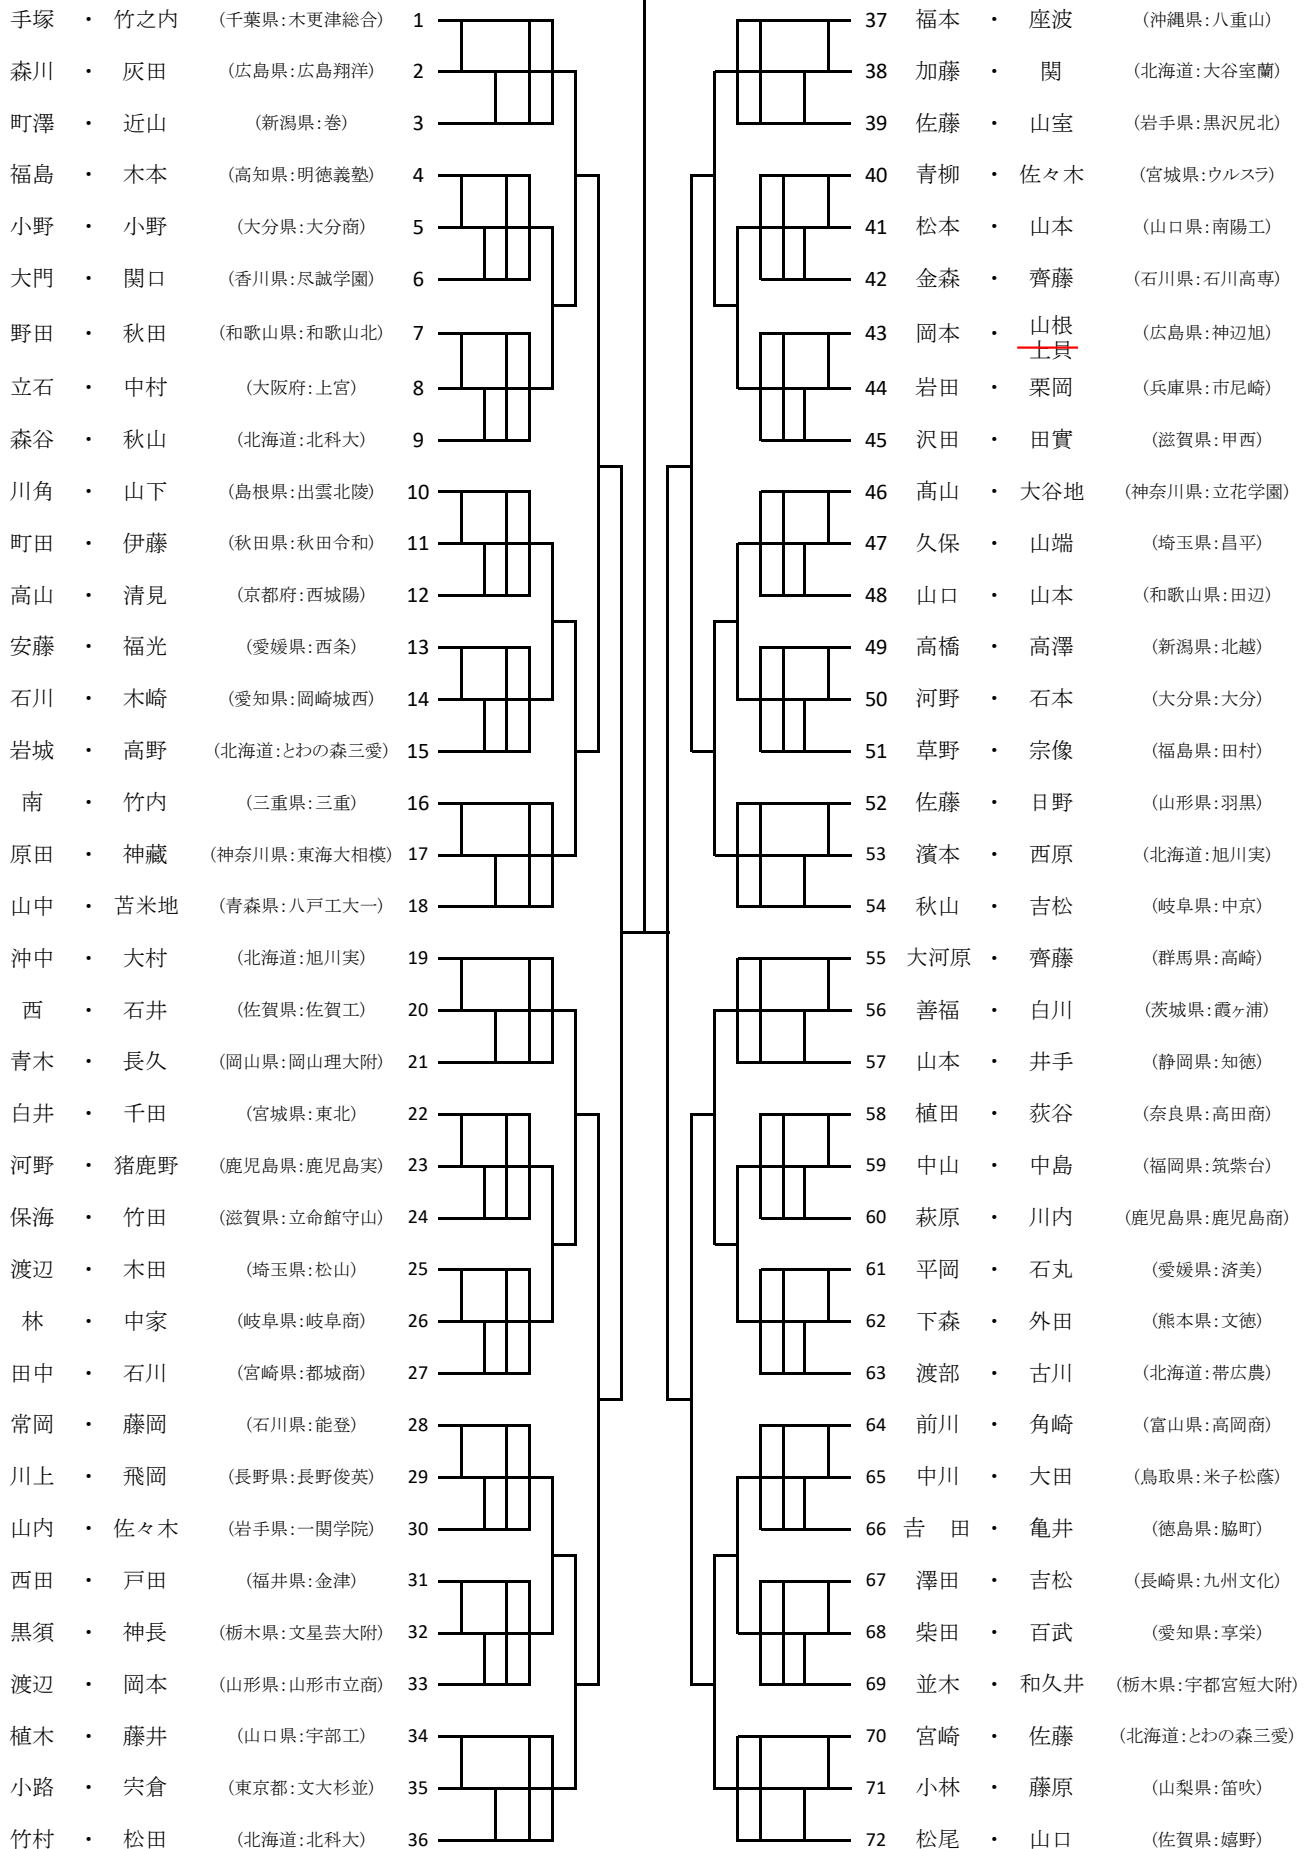 手塚 ・ 竹之内 (千葉県:木更津総合) 1
森川 ・ 灰田 (広島県:広島翔洋) 2
町澤 ・ 近山 (新潟県:巻) 3
福島 ・ 木本 (高知県:明徳義塾) 4
小野 ・ 小野 (大分県:大分商) 5
大門 ・ 関口 (香川県:尽誠学園) 6
野田 ・ 秋田 (和歌山県:和歌山北) 7
立石 ・ 中村 (大阪府:上宮) 8
森谷 ・ 秋山 (北海道:北科大) 9
川角 ・ 山下 (島根県:出雲北陵) 10
町田 ・ 伊藤 (秋田県:秋田令和) 11
高山 ・ 清見 (京都府:西城陽) 12
安藤 ・ 福光 (愛媛県:西条) 13
石川 ・ 木崎 (愛知県:岡崎城西) 14
岩城 ・ 高野 (北海道:とわの森三愛) 15
南 ・ 竹内 (三重県:三重) 16
原田 ・ 神藏 (神奈川県:東海大相模) 17
山中 ・ 苫米地 (青森県:八戸工大一) 18
沖中 ・ 大村 (北海道:旭川実) 19
西 ・ 石井 (佐賀県:佐賀工) 20
青木 ・ 長久 (岡山県:岡山理大附) 21
白井 ・ 千田 (宮城県:東北) 22
河野 ・ 猪鹿野 (鹿児島県:鹿児島実) 23
保海 ・ 竹田 (滋賀県:立命館守山) 24
渡辺 ・ 木田 (埼玉県:松山) 25
林 ・ 中家 (岐阜県:岐阜商) 26
田中 ・ 石川 (宮崎県:都城商) 27
常岡 ・ 藤岡 (石川県:能登) 28
川上 ・ 飛岡 (長野県:長野俊英) 29
山内 ・ 佐々木 (岩手県:一関学院) 30
西田 ・ 戸田 (福井県:金津) 31
黒須 ・ 神長 (栃木県:文星芸大附) 32
渡辺 ・ 岡本 (山形県:山形市立商) 33
植木 ・ 藤井 (山口県:宇部工) 34
小路 ・ 宍倉 (東京都:文大杉並) 35
竹村 ・ 松田 (北海道:北科大) 36
37 福本 ・ 座波 (沖縄県:八重山)
38 加藤 ・ 関 (北海道:大谷室蘭)
39 佐藤 ・ 山室 (岩手県:黒沢尻北)
40 青柳 ・ 佐々木 (宮城県:ウルスラ)
41 松本 ・ 山本 (山口県:南陽工)
42 金森 ・ 齊藤 (石川県:石川高専)
43 岡本 ・ 山根 (広島県:神辺旭)
44 岩田 ・ 栗岡 (兵庫県:市尼崎)
45 沢田 ・ 田實 (滋賀県:甲西)
46 髙山 ・ 大谷地 (神奈川県:立花学園)
47 久保 ・ 山端 (埼玉県:昌平)
48 山口 ・ 山本 (和歌山県:田辺)
49 高橋 ・ 高澤 (新潟県:北越)
50 河野 ・ 石本 (大分県:大分)
51 草野 ・ 宗像 (福島県:田村)
52 佐藤 ・ 日野 (山形県:羽黒)
53 濱本 ・ 西原 (北海道:旭川実)
54 秋山 ・ 吉松 (岐阜県:中京)
55 大河原 ・ 齊藤 (群馬県:高崎)
56 善福 ・ 白川 (茨城県:霞ヶ浦)
57 山本 ・ 井手 (静岡県:知徳)
58 植田 ・ 荻谷 (奈良県:高田商)
59 中山 ・ 中島 (福岡県:筑紫台)
60 萩原 ・ 川内 (鹿児島県:鹿児島商)
61 平岡 ・ 石丸 (愛媛県:済美)
62 下森 ・ 外田 (熊本県:文徳)
63 渡部 ・ 古川 (北海道:帯広農)
64 前川 ・ 角崎 (富山県:高岡商)
65 中川 ・ 大田 (鳥取県:米子松蔭)
66 𠮷 田 ・ 亀井 (徳島県:脇町)
67 澤田 ・ 吉松 (長崎県:九州文化)
68 柴田 ・ 百武 (愛知県:享栄)
69 並木 ・ 和久井 (栃木県:宇都宮短大附)
70 宮崎 ・ 佐藤 (北海道:とわの森三愛)
71 小林 ・ 藤原 (山梨県:笛吹)
72 松尾 ・ 山口 (佐賀県:嬉野)